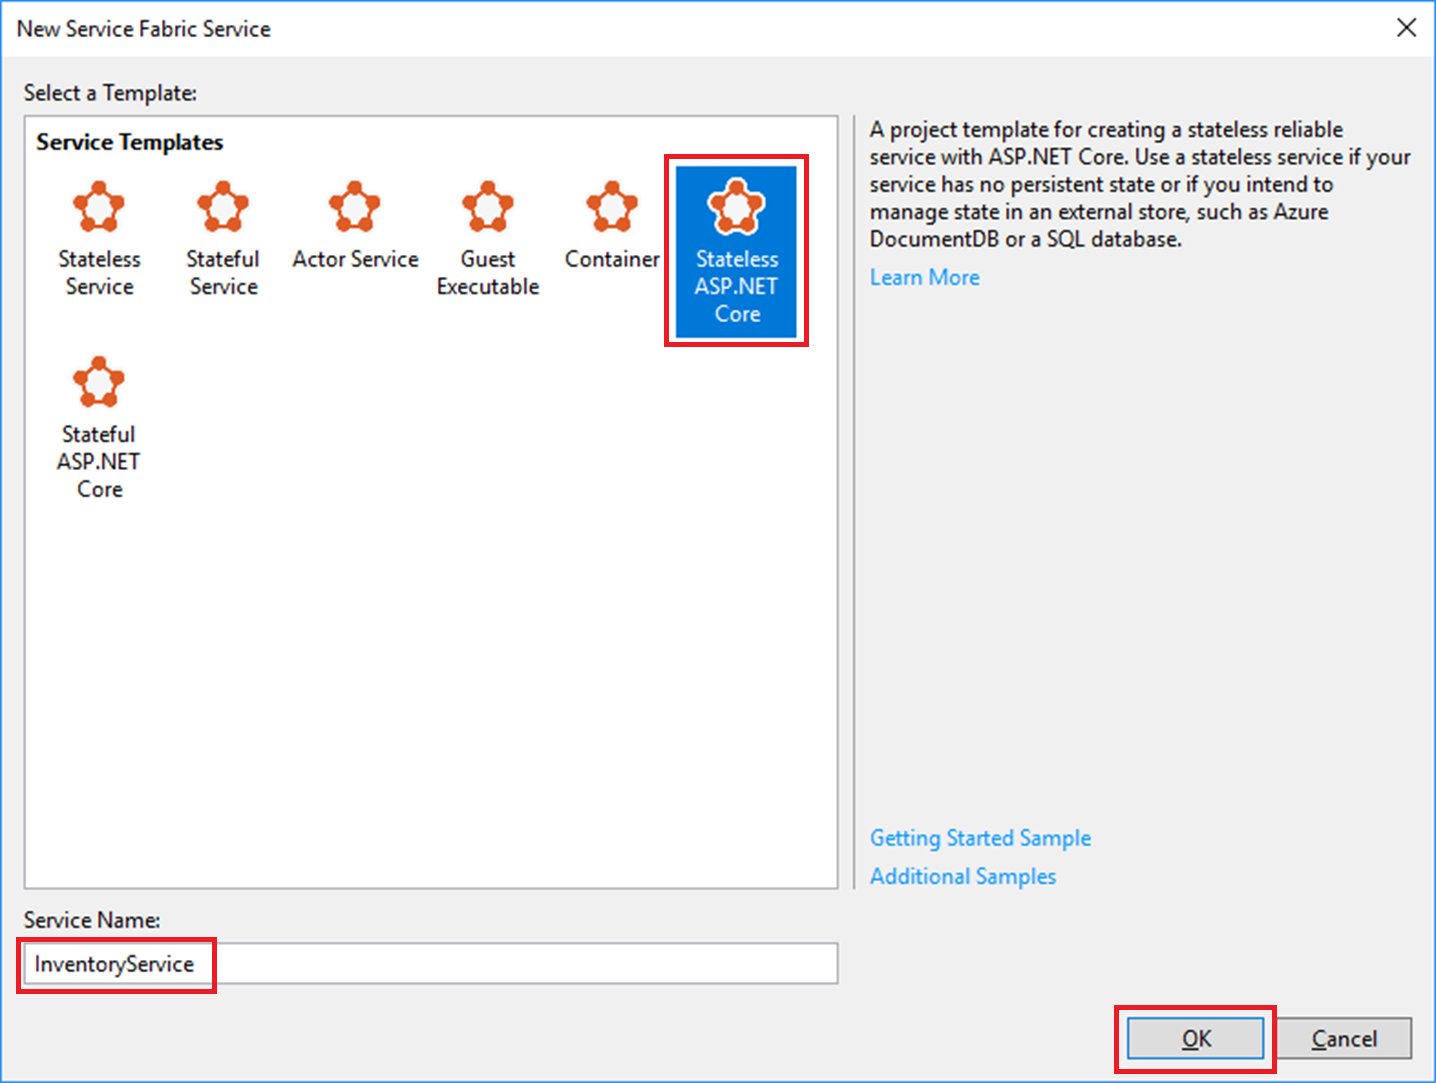 New Service Fabric Service
Select a Template:
Service Templates
Stateless
Service
Stateful
Service
Actor Service
Guest
Executable
Container
Stateless
ASP.NET
Core
Stateful
ASP.NET
Core
A project template for creating a stateless reliable
service with ASP.NET Core. Use a stateless service if your
service has no persistent state or if you intend to
manage state in an external store, such as Azure
DocumentDB or a SQL database.
Learn More
Getting Started Sample
Additional Samples
Service Name:
InventoryService
OK
Cancel